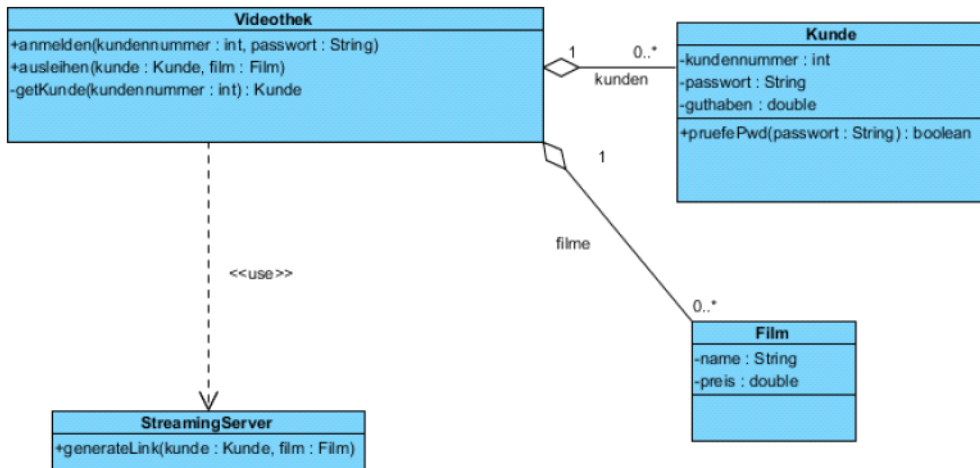 Videothek
+anmelden(kundennummer : int, passwort : String)
+ausleihen(kunde : Kunde, film : Film)
-getKunde(kundennummer : int) : Kunde
1
0..*
kunden
Kunde
-kundennummer : int
-passwort : String
-guthaben : double
+pruefePwd(passwort : String) : boolean
1
filme
0..*
<<use>>
Film
-name : String
-preis : double
StreamingServer
+generateLink(kunde : Kunde, film : Film)